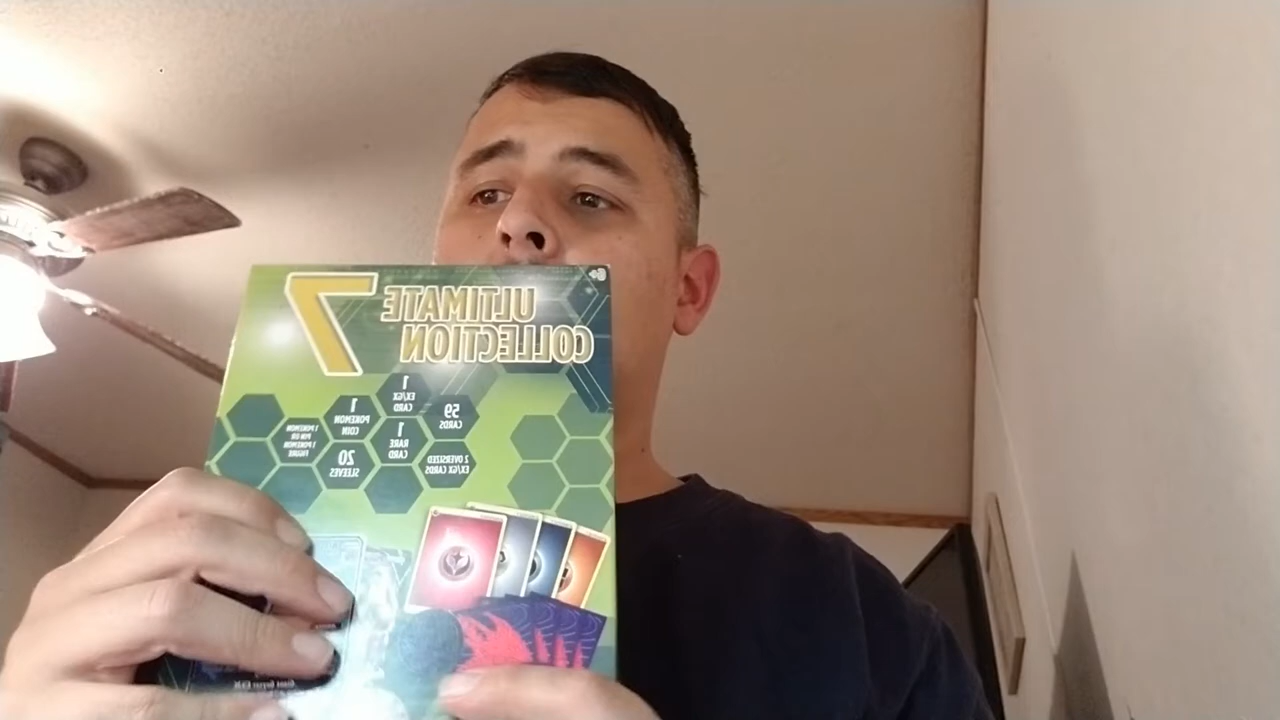 6+
7 ULTIMATE
COLLECTION
1
EX/GX
CARD
59
CARDS
1
POKEMON
COIN
1
RARE
CARD
1 POKEMON
PIN OR
1 POKEMON
FIGURE
20
SLEEVES
2 OVERSIZED
EX/GX CARDS